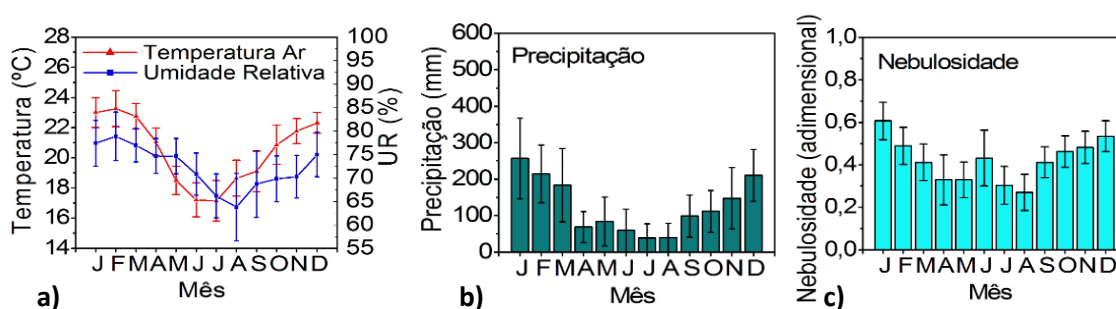 28
26
24
22
20
18
16
14
Temperatura (ºC)
Temperatura Ar
Umidade Relativa
100
95
90
85
80
75
70
65
60
55
UR (%)
J F M A M J J A S O N D
Mês
a)
600
500
400
300
200
100
0
Precipitação (mm)
Precipitação
J F M A M J J A S O N D
Mês
b)
1,0
0,8
0,6
0,4
0,2
0,0
Nebulosidade (adimensional)
Nebulosidade
J F M A M J J A S O N D
Mês
c)